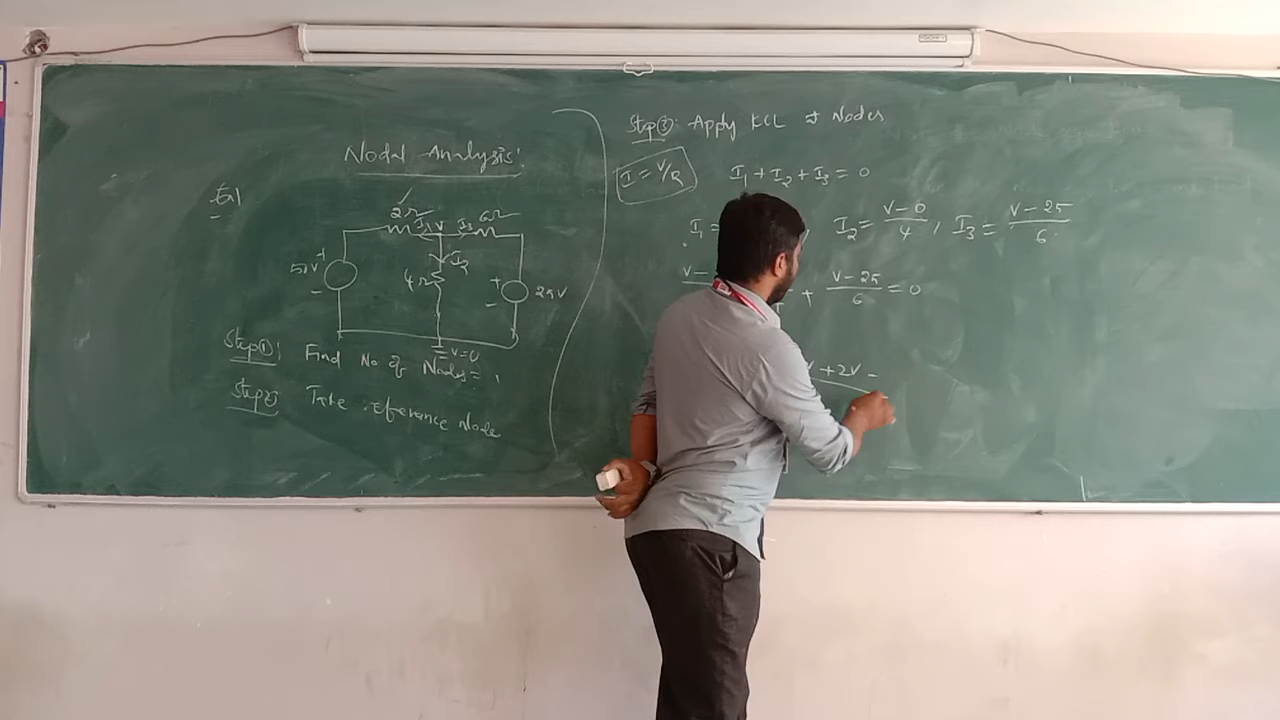 Nodal Analysis:
Ex1
2Ω I₁ V I₃ 6Ω
I₂
50V + -
4Ω
+ - 25V
V=0
Step①: Find No of Nodes = 1
Step②: Take reference Node
Step③: Apply KCL at Nodes
I = V/R
I₁ + I₂ + I₃ = 0
I₁ = , I₂ = V-0/4 , I₃ = V-25/6
V- + V-25/6 = 0
V + 2V -